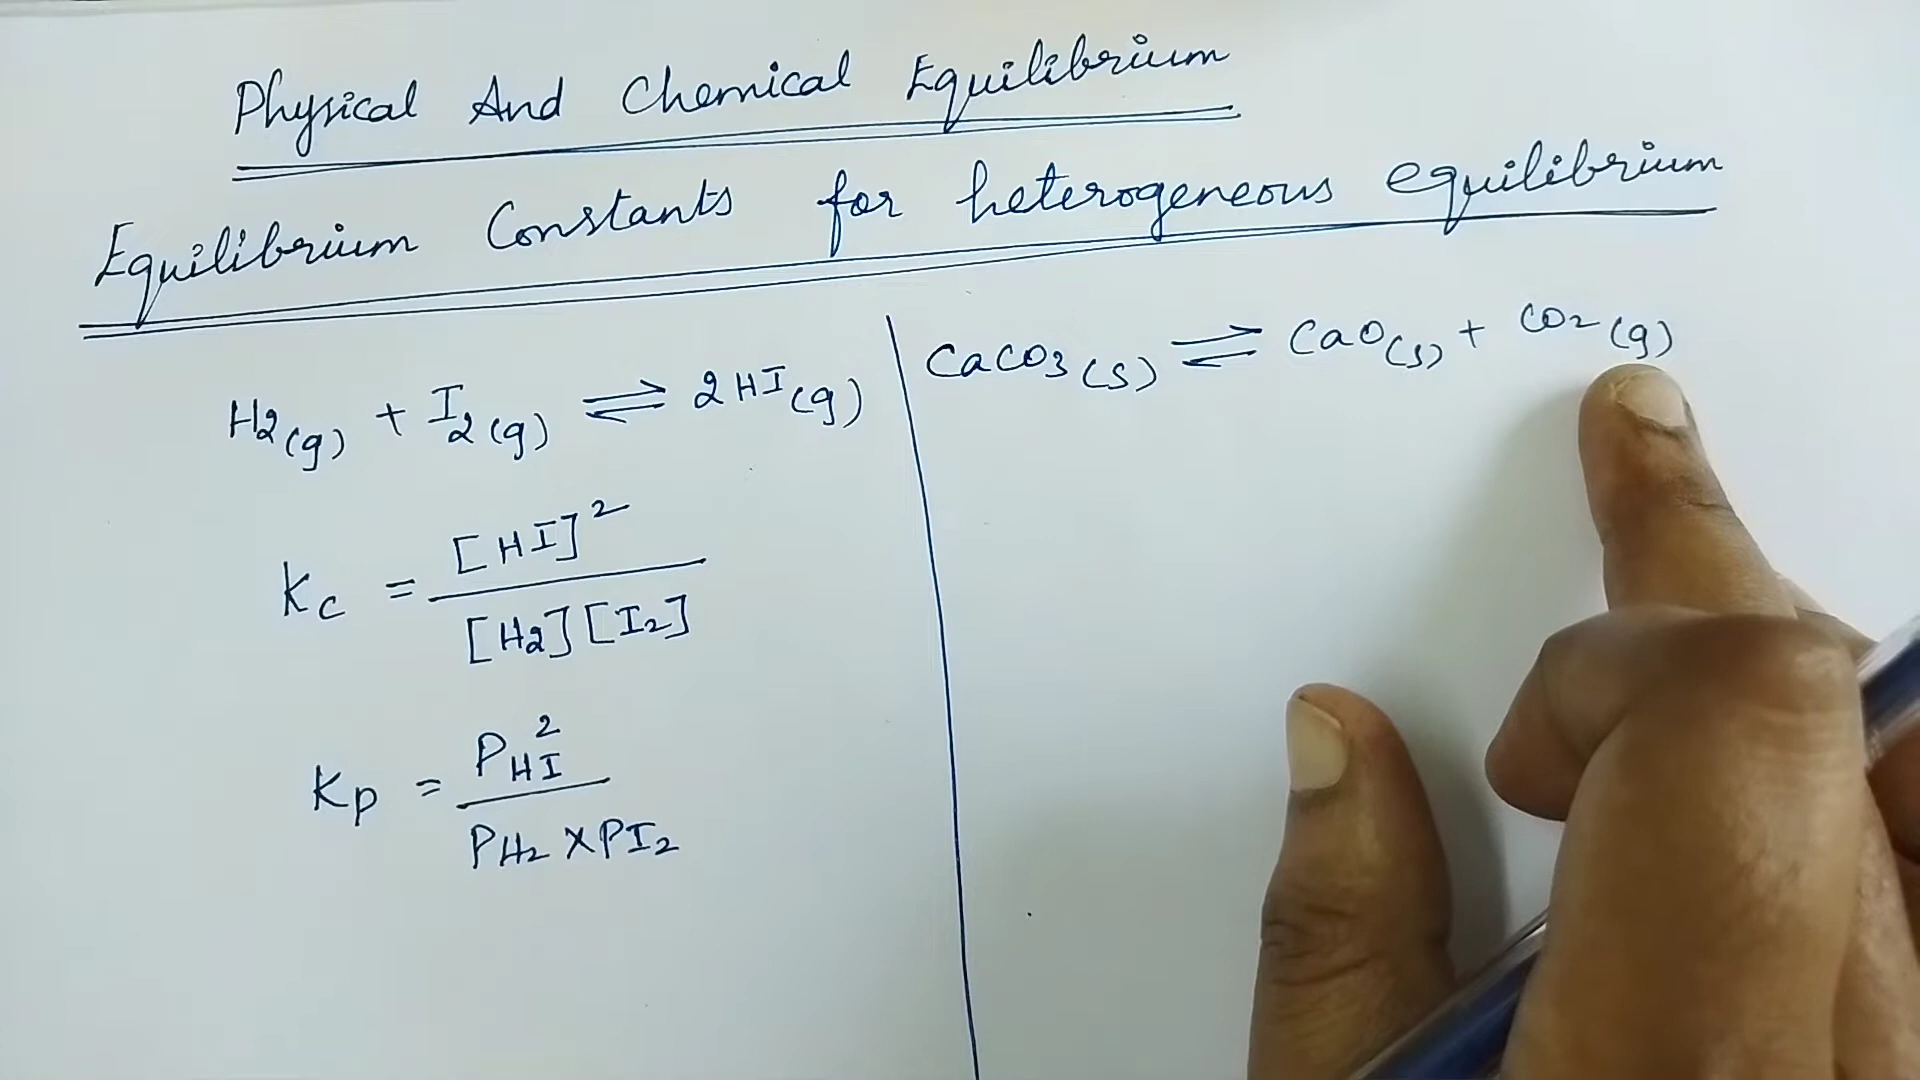 Physical And Chemical Equilibrium
Equilibrium Constants for heterogeneous equilibrium
H2(g) + I2(g) ⇌ 2HI(g)
Kc = [HI]² / [H2][I2]
Kp = PHI² / PH2 × PI2
CaCO3(s) ⇌ CaO(s) + CO2(g)